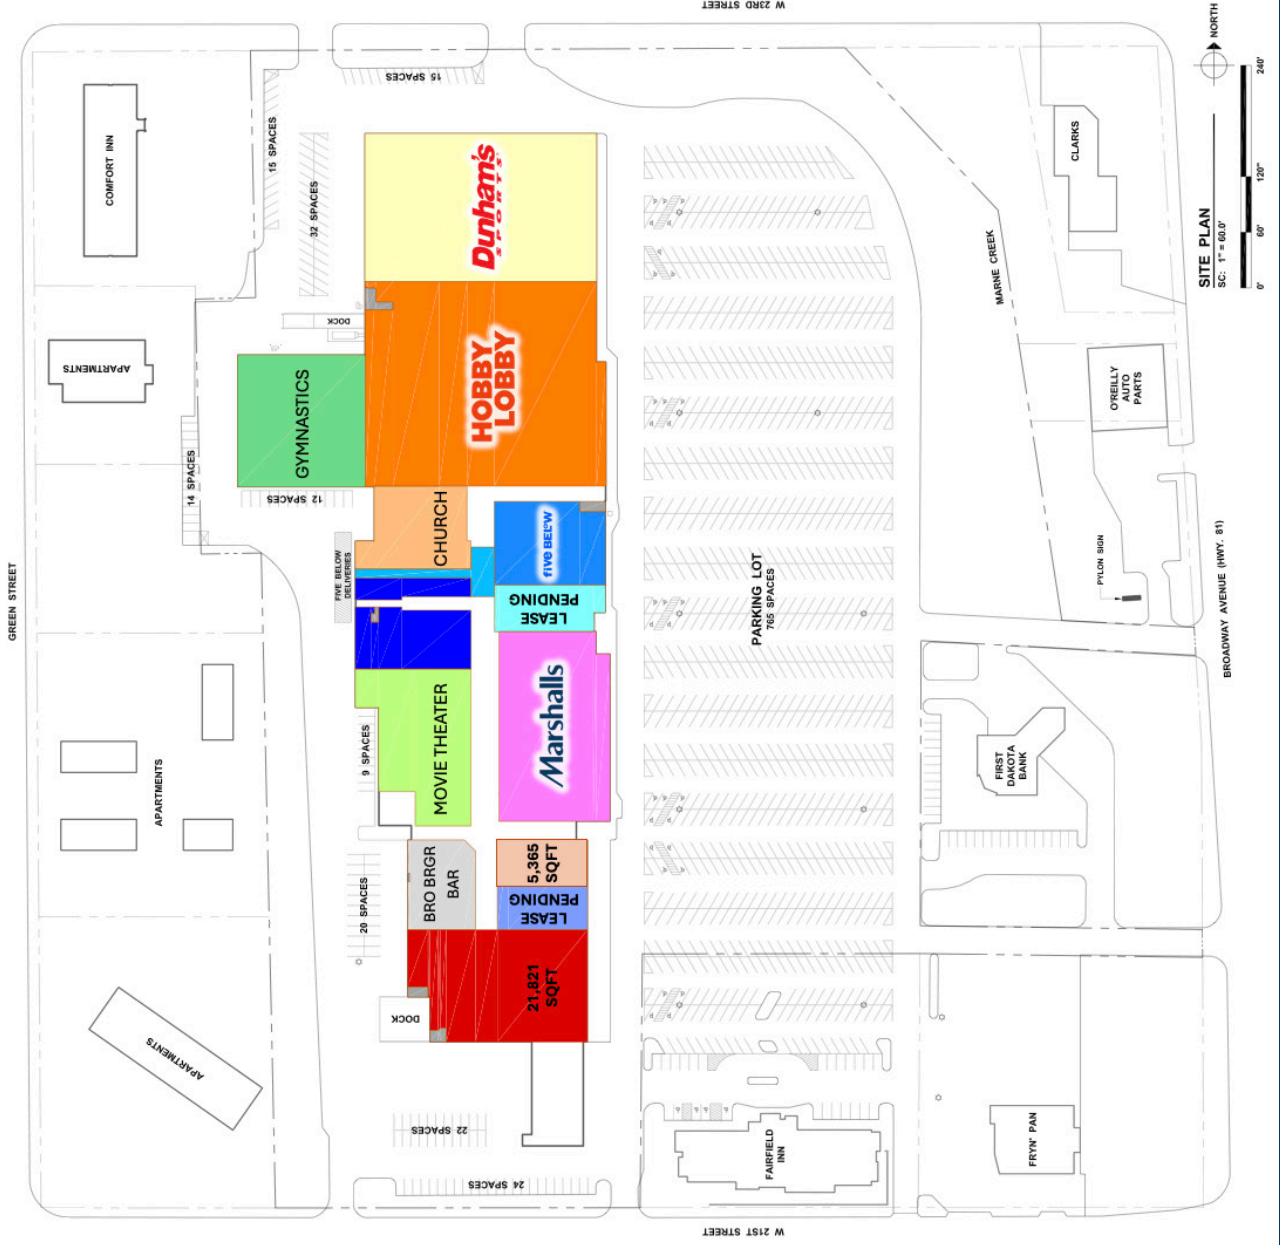 W 23RD STREET
NORTH
15 SPACES
15 SPACES
32 SPACES
COMFORT INN
Dunham's
SPORTS
CLARKS
SITE PLAN
SC: 1" = 60.0'
0'
60'
120"
240'
MARNE CREEK
DOCK
APARTMENTS
GYMNASTICS
HOBBY
LOBBY
O'REILLY
AUTO
PARTS
14 SPACES
12 SPACES
CHURCH
five BELOW
FIVE BELOW
DELIVERIES
LEASE
PENDING
PARKING LOT
765 SPACES
PYLON SIGN
BROADWAY AVENUE (HWY. 81)
GREEN STREET
MOVIE THEATER
Marshalls
9 SPACES
FIRST
DAKOTA
BANK
APARTMENTS
BRO BRGR
BAR
5,365
SQFT
LEASE
PENDING
20 SPACES
21,821
SQFT
DOCK
APARTMENTS
22 SPACES
24 SPACES
FAIRFIELD
INN
FRYN' PAN
W 21ST STREET